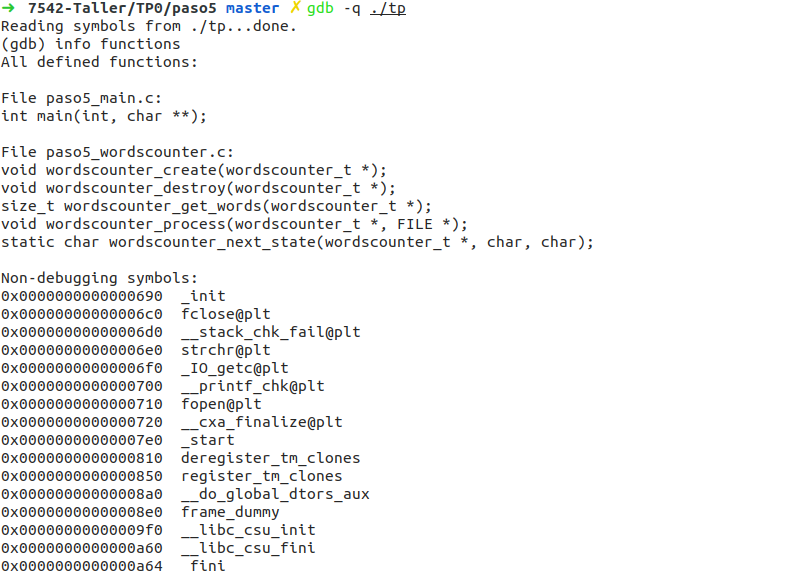 ➜  7542-Taller/TP0/paso5 master ✗ gdb -q ./tp
Reading symbols from ./tp...done.
(gdb) info functions
All defined functions:

File paso5_main.c:
int main(int, char **);

File paso5_wordscounter.c:
void wordscounter_create(wordscounter_t *);
void wordscounter_destroy(wordscounter_t *);
size_t wordscounter_get_words(wordscounter_t *);
void wordscounter_process(wordscounter_t *, FILE *);
static char wordscounter_next_state(wordscounter_t *, char, char);

Non-debugging symbols:
0x0000000000000690  _init
0x00000000000006c0  fclose@plt
0x00000000000006d0  __stack_chk_fail@plt
0x00000000000006e0  strchr@plt
0x00000000000006f0  _IO_getc@plt
0x0000000000000700  __printf_chk@plt
0x0000000000000710  fopen@plt
0x0000000000000720  __cxa_finalize@plt
0x00000000000007e0  _start
0x0000000000000810  deregister_tm_clones
0x0000000000000850  register_tm_clones
0x00000000000008a0  __do_global_dtors_aux
0x00000000000008e0  frame_dummy
0x00000000000009f0  __libc_csu_init
0x0000000000000a60  __libc_csu_fini
0x0000000000000a64  _fini